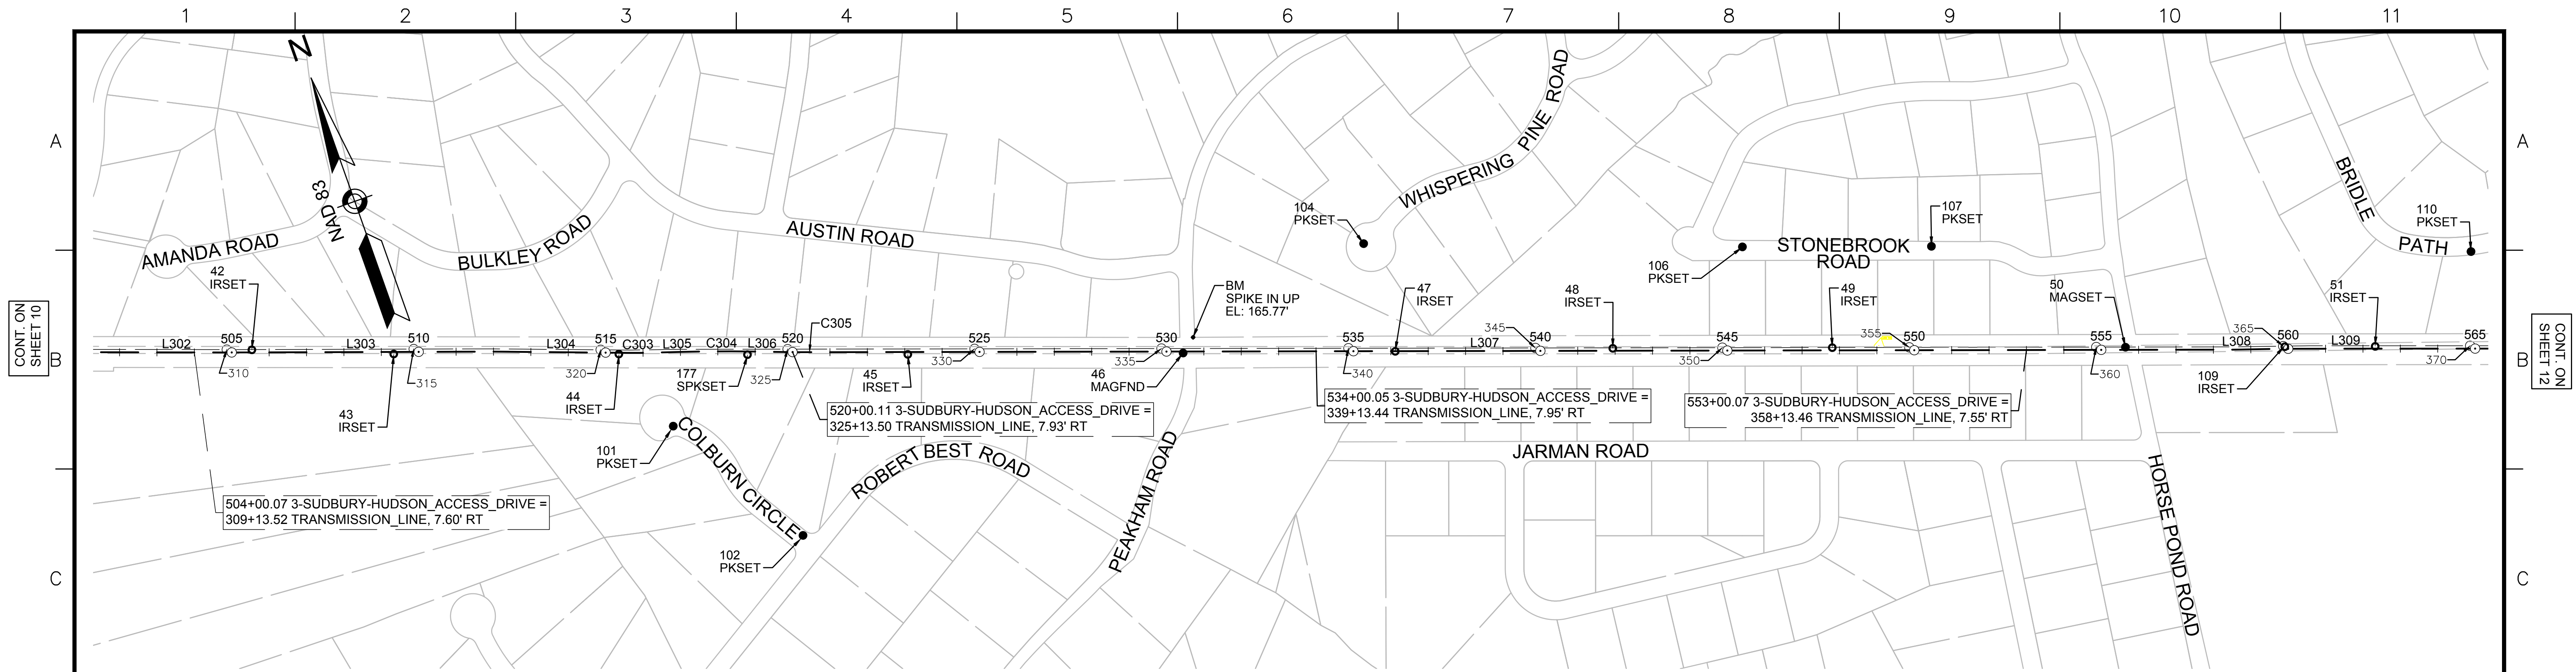 1 2 3 4 5 6 7 8 9 10 11
A
A
N
NAD 83
WHISPERING PINE ROAD
BRIDLE PATH
104
PKSET
107
PKSET
110
PKSET
AMANDA ROAD
BULKLEY ROAD
AUSTIN ROAD
STONEBROOK
ROAD
106
PKSET
42
IRSET
BM
SPIKE IN UP
EL: 165.77'
47
IRSET
48
IRSET
49
IRSET
50
MAGSET
51
IRSET
CONT. ON
SHEET 10
CONT. ON
SHEET 12
B
B
L302 505 L303 510 L304 515 C303 L305 C304 L306 520 C305 525 530 535 L307 345 540 545 355 550 555 L308 365 560 L309 565
310 315 320 325 330 335 340 350 360 370
43
IRSET
44
IRSET
177
SPKSET
45
IRSET
46
MAGFND
109
IRSET
520+00.11 3-SUDBURY-HUDSON_ACCESS_DRIVE =
325+13.50 TRANSMISSION_LINE, 7.93' RT
534+00.05 3-SUDBURY-HUDSON_ACCESS_DRIVE =
339+13.44 TRANSMISSION_LINE, 7.95' RT
553+00.07 3-SUDBURY-HUDSON_ACCESS_DRIVE =
358+13.46 TRANSMISSION_LINE, 7.55' RT
101
PKSET
COLBURN CIRCLE
ROBERT BEST ROAD
PEAKHAM ROAD
JARMAN ROAD
HORSE POND ROAD
504+00.07 3-SUDBURY-HUDSON_ACCESS_DRIVE =
309+13.52 TRANSMISSION_LINE, 7.60' RT
102
PKSET
C
C